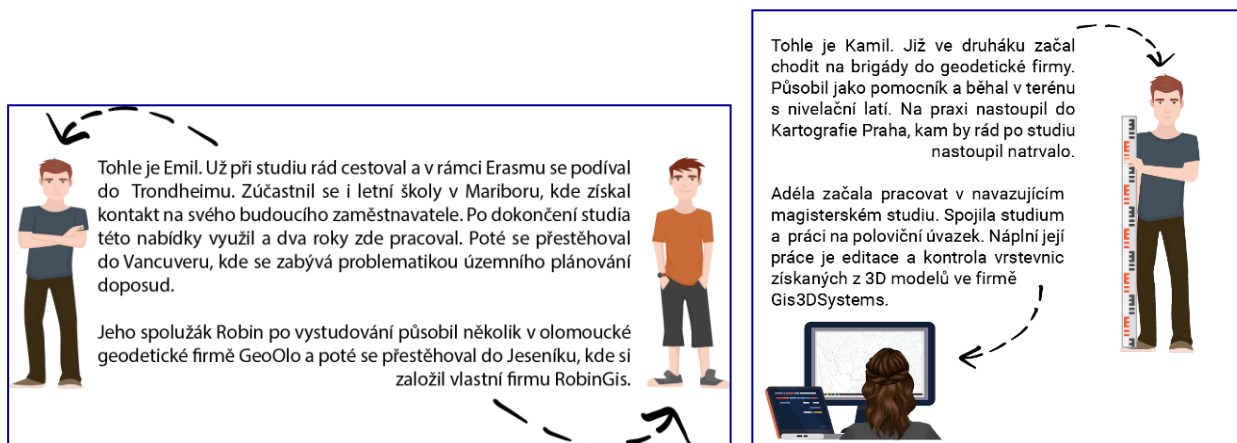 Tohle je Emil. Už při studiu rád cestoval a v rámci Erasmu se podíval
do Trondheimu. Zúčastnil se i letní školy v Mariboru, kde získal
kontakt na svého budoucího zaměstnavatele. Po dokončení studia
této nabídky využil a dva roky zde pracoval. Poté se přestěhoval
do Vancuveru, kde se zabývá problematikou územního plánování
doposud.
Jeho spolužák Robin po vystudování působil několik v olomoucké
geodetické firmě GeoOlo a poté se přestěhoval do Jeseníku, kde si
založil vlastní firmu RobinGis.
Tohle je Kamil. Již ve druháku začal
chodit na brigády do geodetické firmy.
Působil jako pomocník a běhal v terénu
s nivelační latí. Na praxi nastoupil do
Kartografie Praha, kam by rád po studiu
nastoupil natrvalo.
Adéla začala pracovat v navazujícím
magisterském studiu. Spojila studium
a práci na poloviční úvazek. Náplní její
práce je editace a kontrola vrstevnic
získaných z 3D modelů ve firmě
Gis3DSystems.